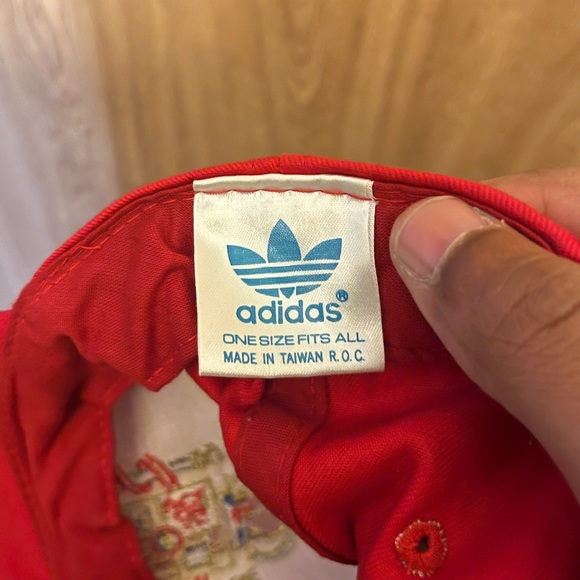 adidas®
ONE SIZE FITS ALL
MADE IN TAIWAN R.O.C.